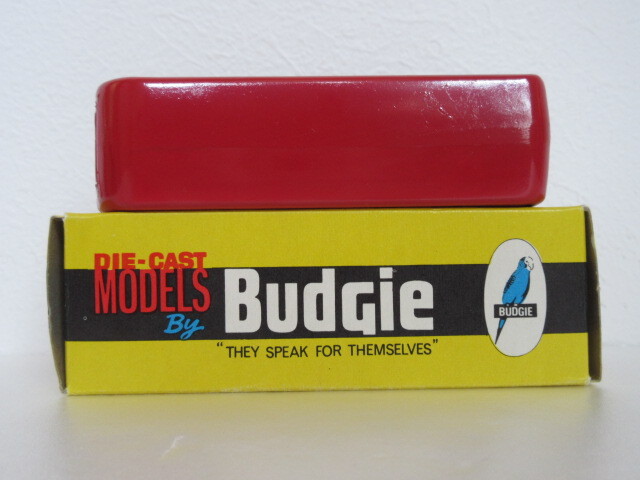 DIE-CAST
MODELS
By Budgie
"THEY SPEAK FOR THEMSELVES"
BUDGIE